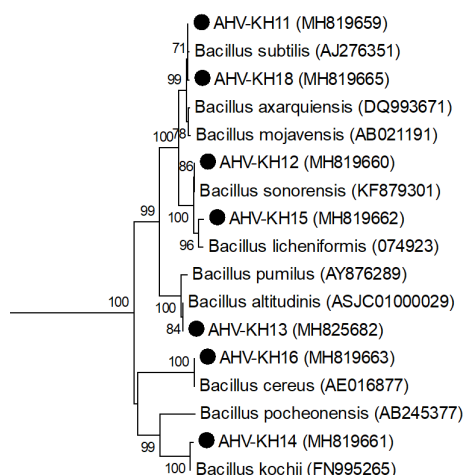 AHV-KH11 (MH819659)
71
Bacillus subtilis (AJ276351)
99
AHV-KH18 (MH819665)
Bacillus axarquiensis (DQ993671)
100
78
Bacillus mojavensis (AB021191)
86
AHV-KH12 (MH819660)
Bacillus sonorensis (KF879301)
99
100
AHV-KH15 (MH819662)
96
Bacillus licheniformis (074923)
Bacillus pumilus (AY876289)
100
100
Bacillus altitudinis (ASJC01000029)
84
AHV-KH13 (MH825682)
100
AHV-KH16 (MH819663)
Bacillus cereus (AE016877)
Bacillus pocheonensis (AB245377)
99
AHV-KH14 (MH819661)
100
Bacillus kochii (FN995265)